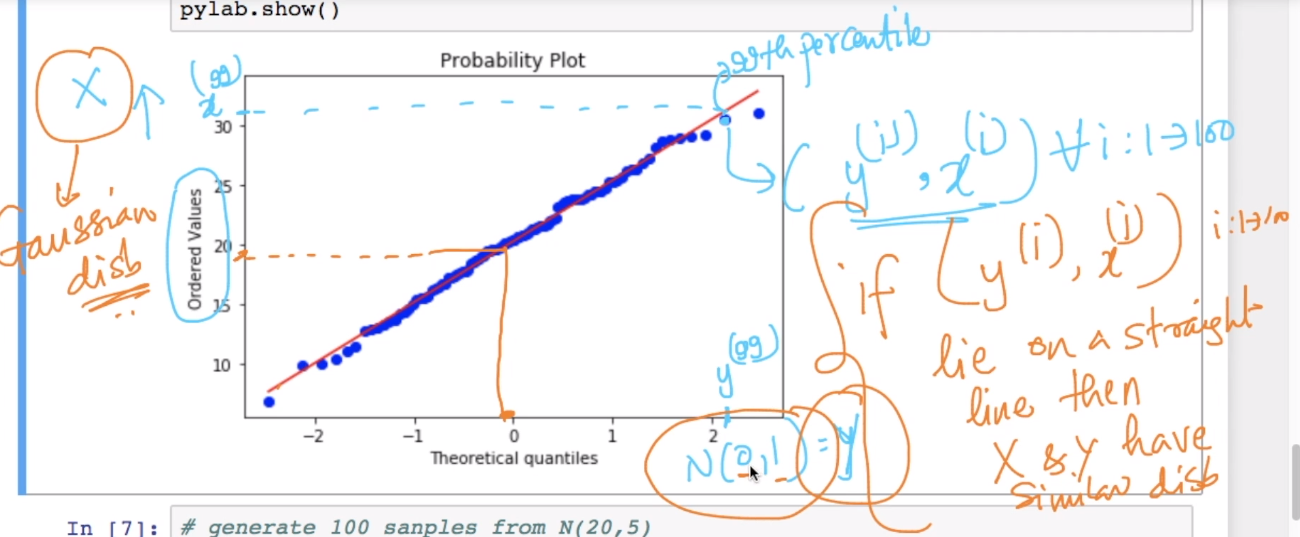 pylab.show()
Probability Plot
Ordered Values
30
25
20
15
10
−2
−1
0
1
2
Theoretical quantiles
X
Gaussian
disb
x(99)
99th percentile
(y(i), x(i)) ∀i:1→100
if (y(i), x(i)) i:1→100
lie on a straight
line then
X & Y have
similar disb
y(99)
N(0,1) = Y
In [7]: # generate 100 sanples from N(20,5)